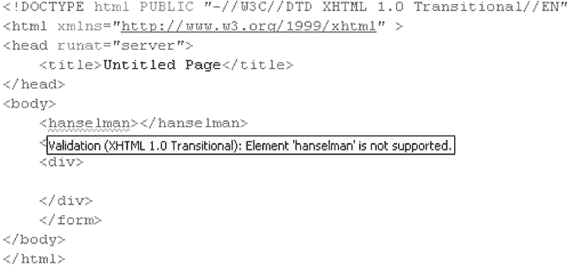 <!DOCTYPE html PUBLIC "-//W3C//DTD XHTML 1.0 Transitional//EN"
<html xmlns="http://www.w3.org/1999/xhtml" >
<head runat="server">
    <title>Untitled Page</title>
</head>
<body>
    <hanselman></hanselman>
    <
Validation (XHTML 1.0 Transitional): Element 'hanselman' is not supported.
    <div>
    </div>
    </form>
</body>
</html>